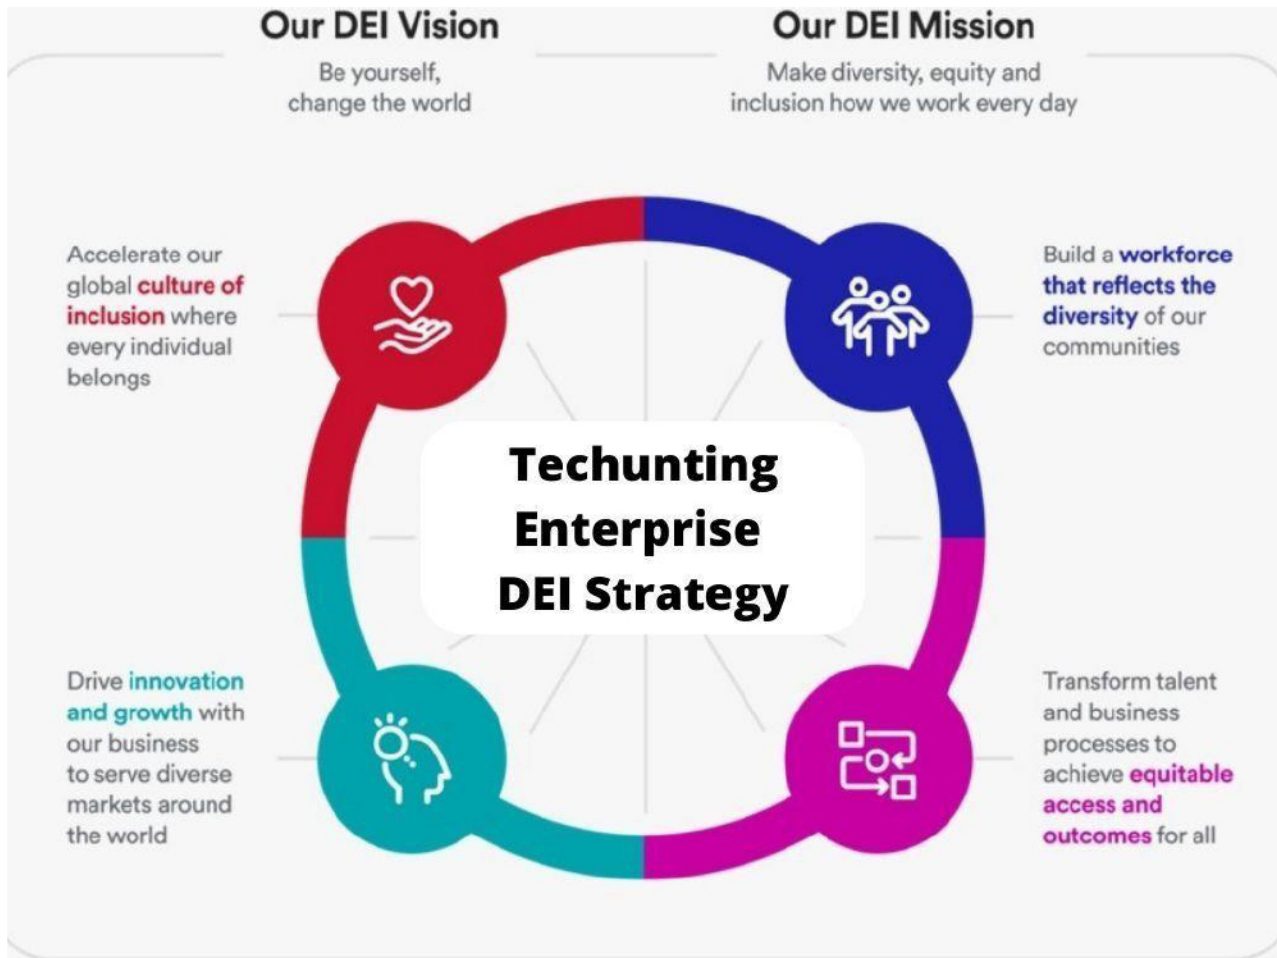 Our DEI Vision
Be yourself,
change the world
Our DEI Mission
Make diversity, equity and
inclusion how we work every day
Accelerate our
global culture of
inclusion where
every individual
belongs
Build a workforce
that reflects the
diversity of our
communities
Techunting
Enterprise
DEI Strategy
Drive innovation
and growth with
our business
to serve diverse
markets around
the world
Transform talent
and business
processes to
achieve equitable
access and
outcomes for all